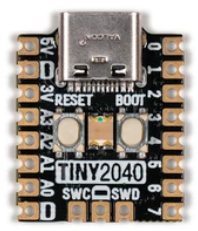 5V
3V
A3
A2
A1
A0
RESET BOOT
TINY2040
SWC SWD
0
1
2
3
4
5
6
7